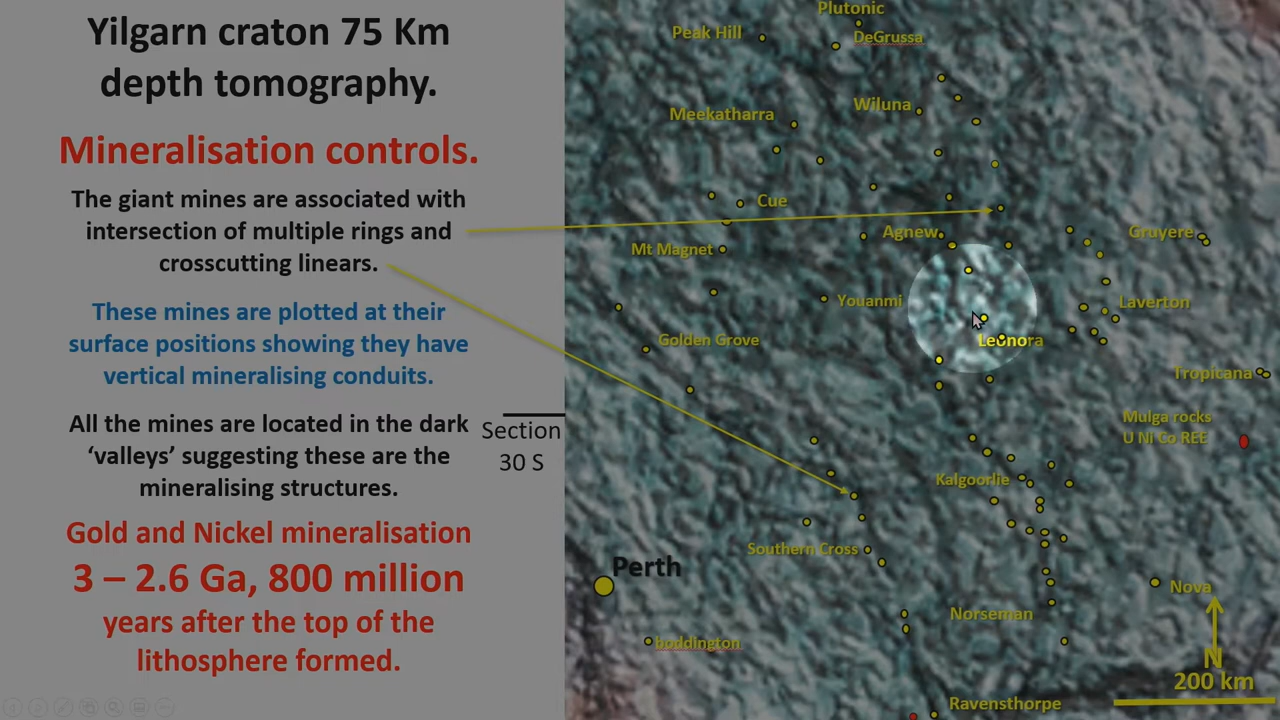 Yilgarn craton 75 Km
depth tomography.
Mineralisation controls.
The giant mines are associated with
intersection of multiple rings and
crosscutting linears.
These mines are plotted at their
surface positions showing they have
vertical mineralising conduits.
All the mines are located in the dark
‘valleys’ suggesting these are the
mineralising structures.
Gold and Nickel mineralisation
3 – 2.6 Ga, 800 million
years after the top of the
lithosphere formed.
Section
30 S
Plutonic
Peak Hill
DeGrussa
Wiluna
Meekatharra
Cue
Agnew
Gruyere
Mt Magnet
Youanmi
Laverton
Golden Grove
Leonora
Tropicana
Mulga rocks
U NI Co REE
Kalgoorlie
Southern Cross
Perth
Nova
Norseman
boddington
N
200 km
Ravensthorpe